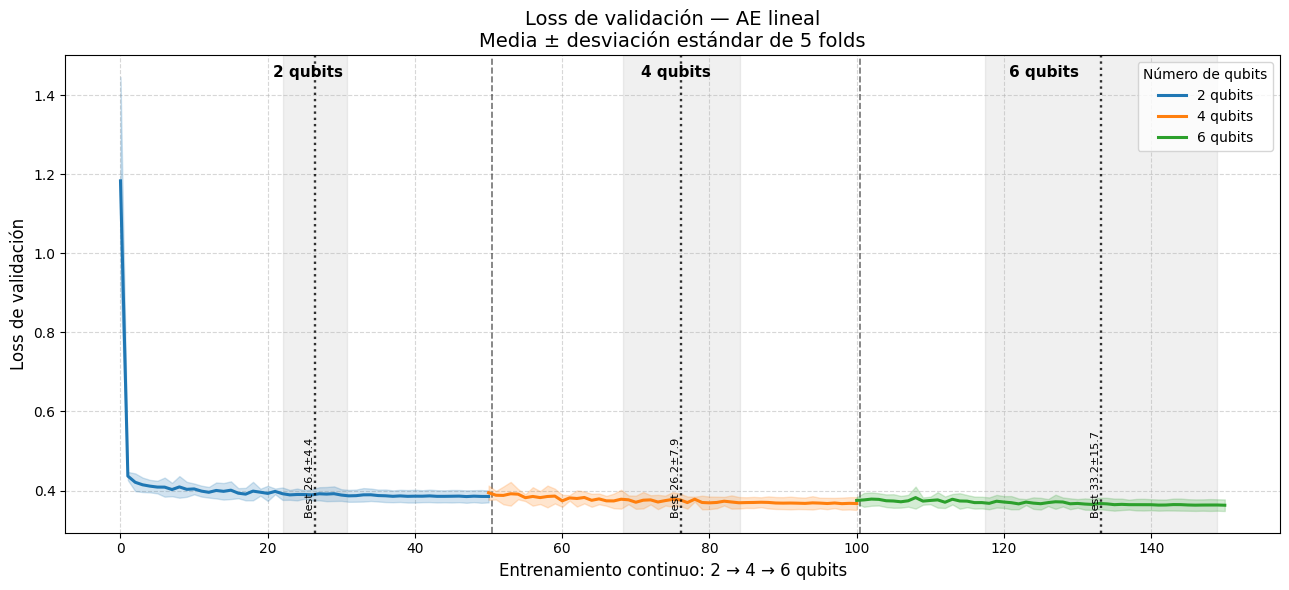 Loss de validación — AE lineal
Media ± desviación estándar de 5 folds
2 qubits
4 qubits
6 qubits
Número de qubits
2 qubits
4 qubits
6 qubits
Loss de validación
1.4
1.2
1.0
0.8
0.6
0.4
Best 26.4±4.4
Best 26.2±7.9
Best 33.2±15.7
0
20
40
60
80
100
120
140
Entrenamiento continuo: 2 → 4 → 6 qubits